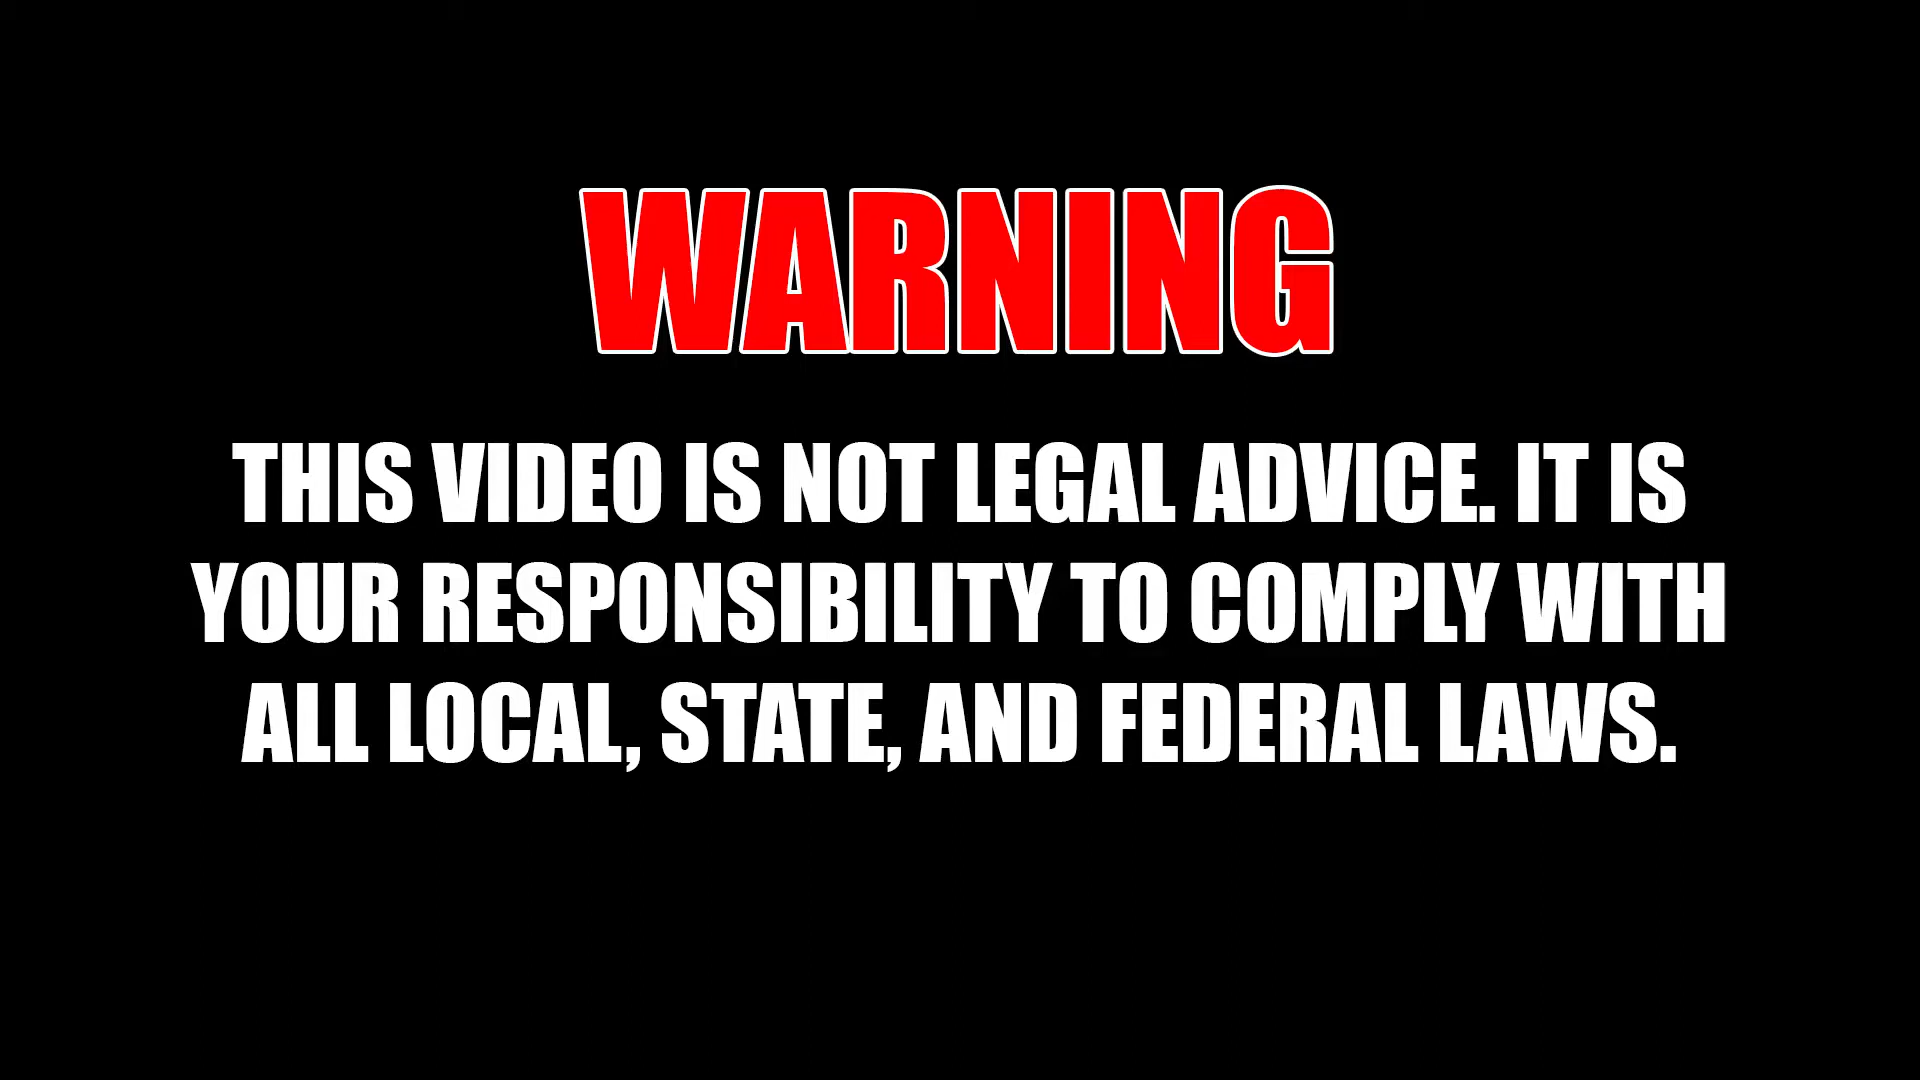 WARNING
THIS VIDEO IS NOT LEGAL ADVICE. IT IS
YOUR RESPONSIBILITY TO COMPLY WITH
ALL LOCAL, STATE, AND FEDERAL LAWS.